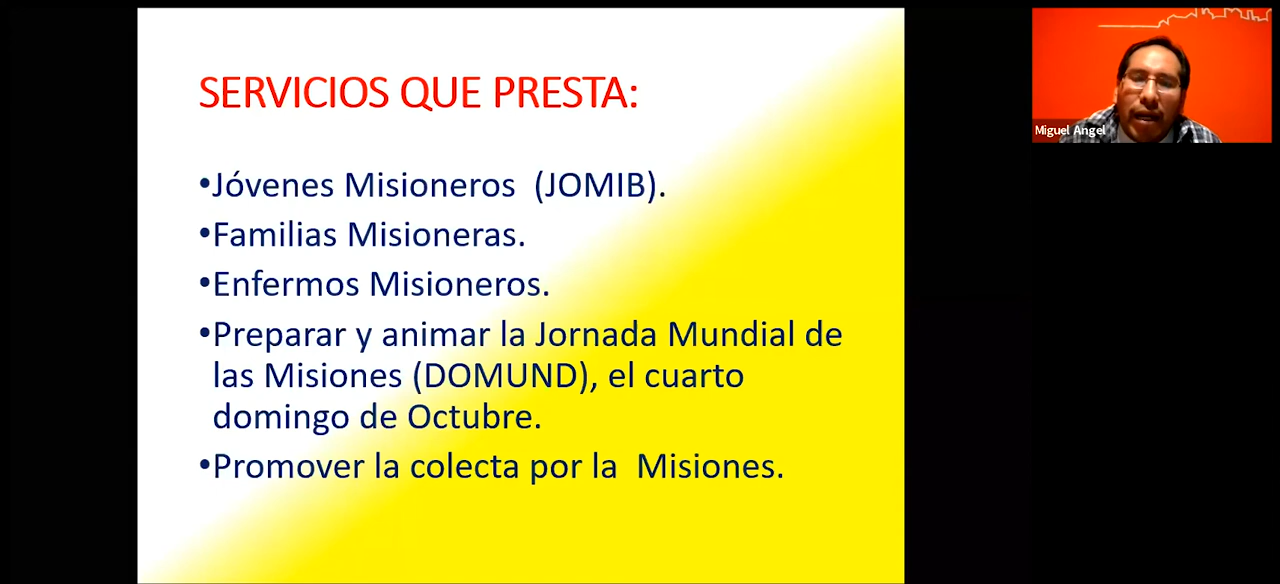 SERVICIOS QUE PRESTA:
•Jóvenes Misioneros (JOMIB).
•Familias Misioneras.
•Enfermos Misioneros.
•Preparar y animar la Jornada Mundial de
las Misiones (DOMUND), el cuarto
domingo de Octubre.
•Promover la colecta por la Misiones.
Miguel Angel